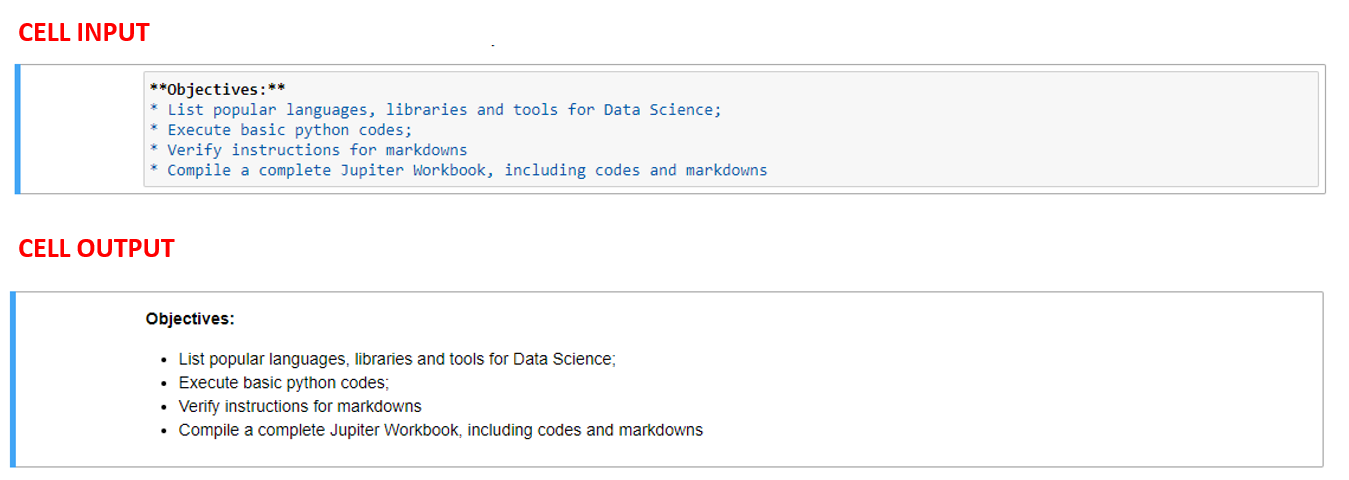 CELL INPUT
**Objectives:**
* List popular languages, libraries and tools for Data Science;
* Execute basic python codes;
* Verify instructions for markdowns
* Compile a complete Jupiter Workbook, including codes and markdowns
CELL OUTPUT
Objectives:
• List popular languages, libraries and tools for Data Science;
• Execute basic python codes;
• Verify instructions for markdowns
• Compile a complete Jupiter Workbook, including codes and markdowns